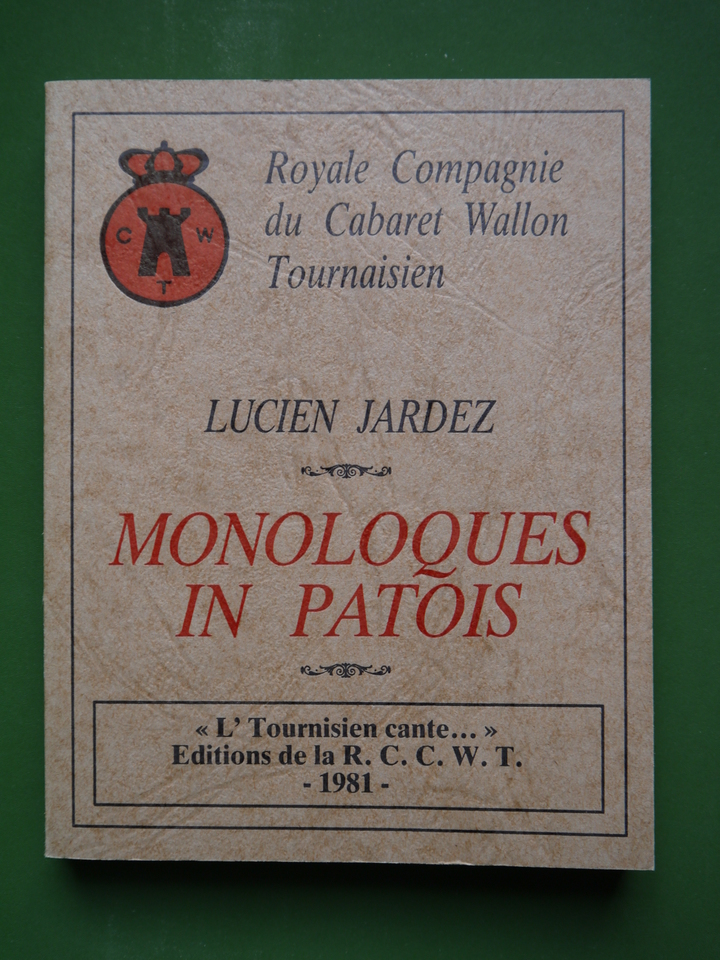 Royale Compagnie
du Cabaret Wallon
Tournaisien
C W
T
LUCIEN JARDEZ
MONOLOQUES
IN PATOIS
« L' Tournisien cante... »
Editions de la R. C. C. W. T.
- 1981 -